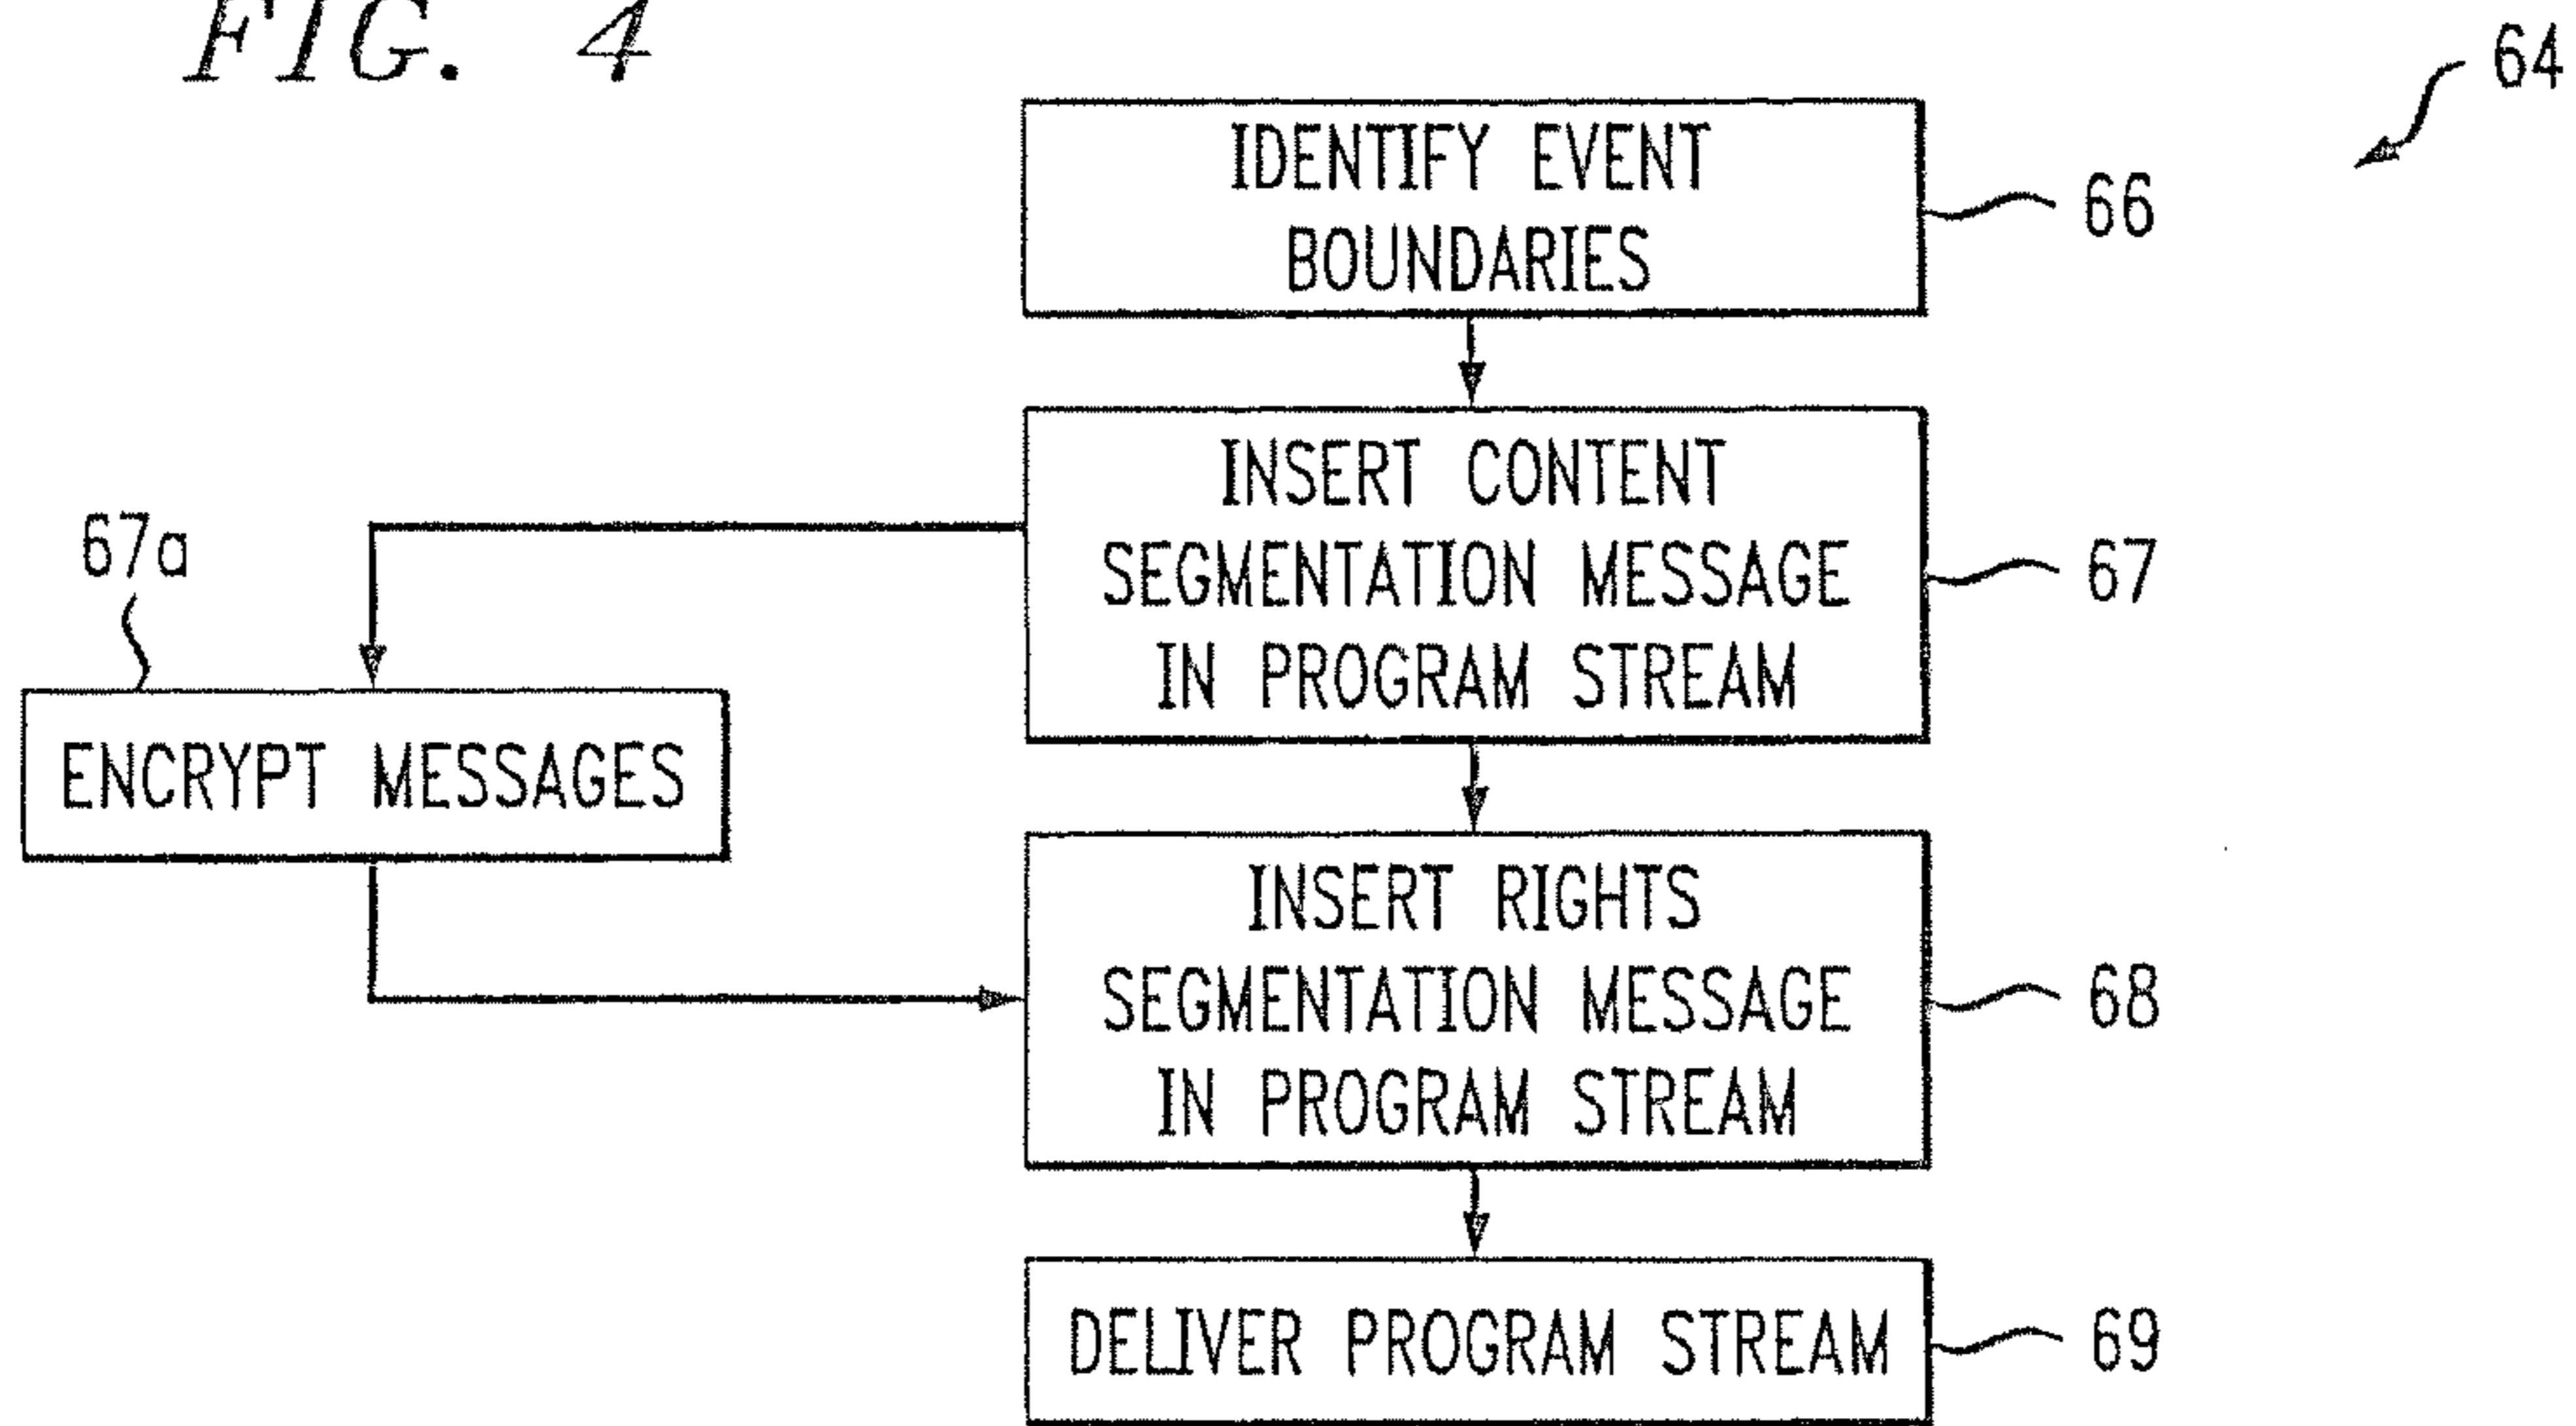 FIG. 4
64
IDENTIFY EVENT
BOUNDARIES
66
INSERT CONTENT
SEGMENTATION MESSAGE
IN PROGRAM STREAM
67
67a
ENCRYPT MESSAGES
INSERT RIGHTS
SEGMENTATION MESSAGE
IN PROGRAM STREAM
68
DELIVER PROGRAM STREAM
69